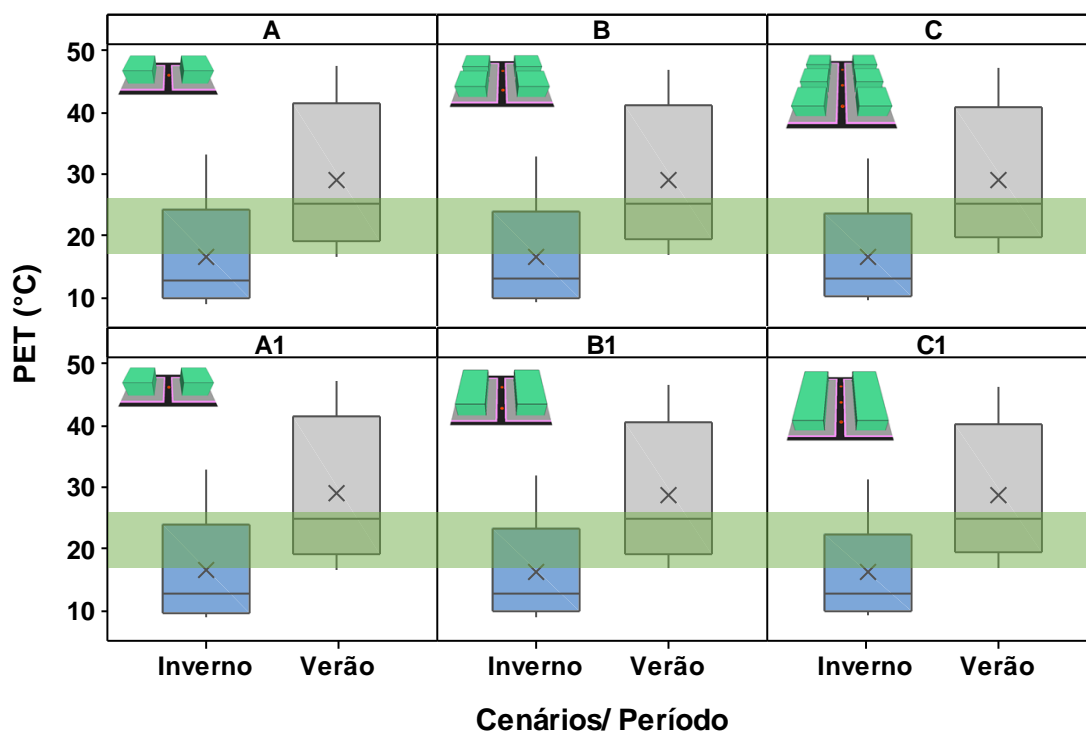 A B C
50
40
30
20
10
A1 B1 C1
50
40
30
20
10
PET (°C)
Inverno Verão Inverno Verão Inverno Verão
Cenários/ Período